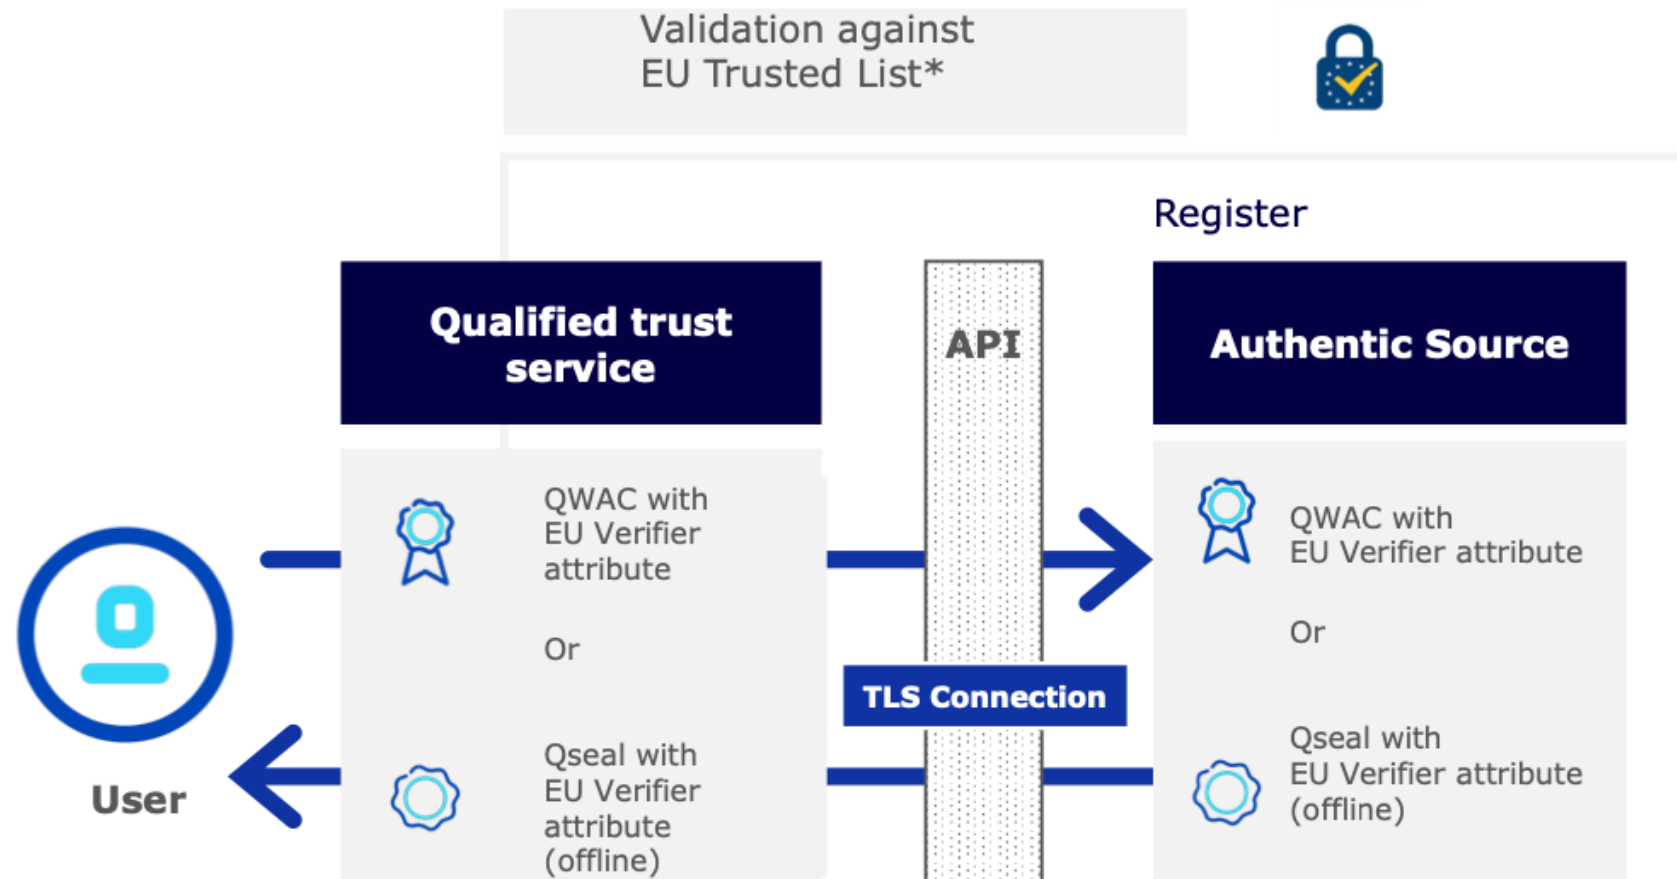 Validation against
EU Trusted List*
Register
Qualified trust
service
API
Authentic Source
QWAC with
EU Verifier
attribute
Or
Qseal with
EU Verifier
attribute
(offline)
TLS Connection
QWAC with
EU Verifier attribute
Or
Qseal with
EU Verifier attribute
(offline)
User